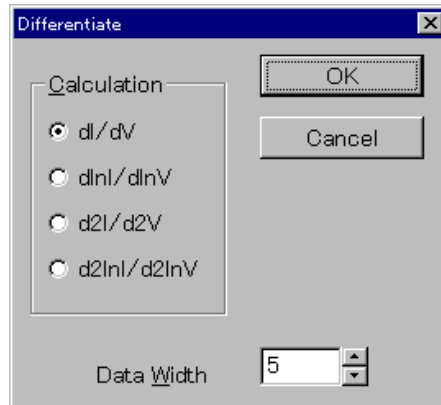 Differentiate
Calculation
dI/dV
dlnI/dlnV
d2I/d2V
d2lnI/d2lnV
OK
Cancel
Data Width
5